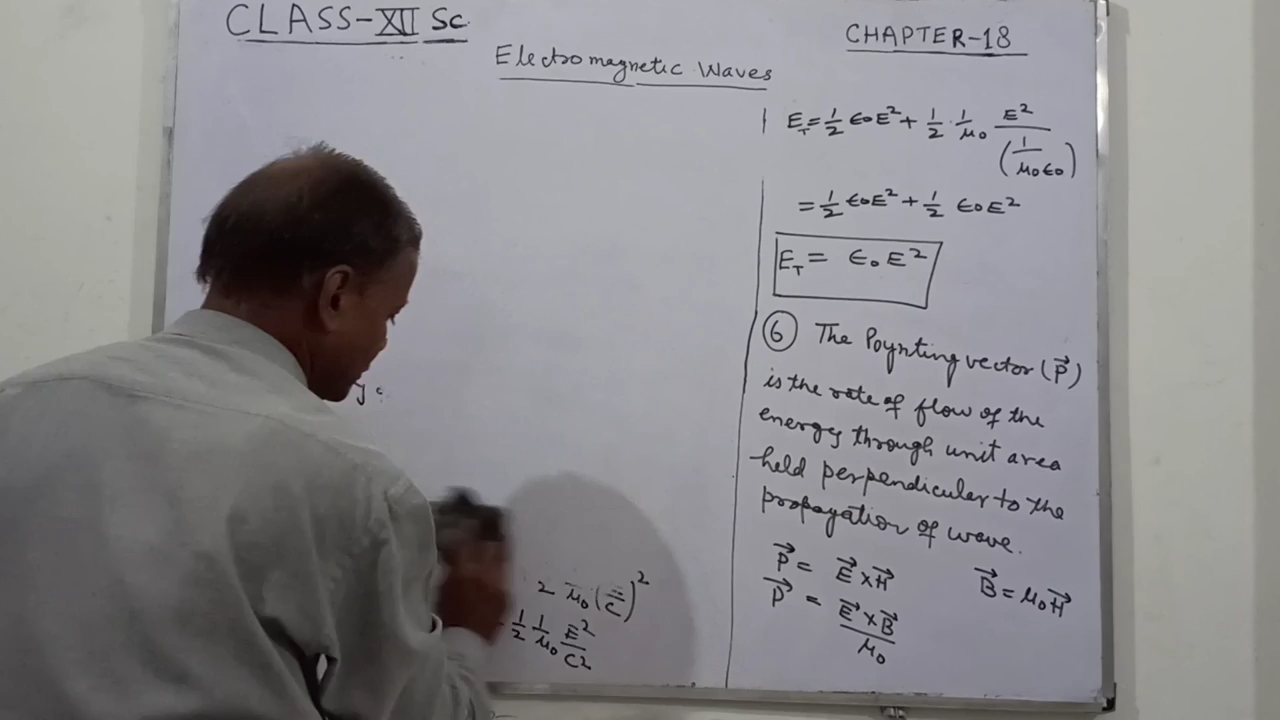 CLASS-XII Sc.
CHAPTER-18
Electromagnetic Waves
2 μ₀ ( /C)²
1/2 1/μ₀ E²/C²
E_T = 1/2 ϵ₀E² + 1/2 · 1/μ₀ E²/(1/μ₀ϵ₀)
= 1/2 ϵ₀E² + 1/2 ϵ₀E²
E_T = ϵ₀E²
⑥ The Poynting vector (P⃗)
is the rate of flow of the
energy through unit area
held perpendicular to the
propagation of wave.
P⃗ = E⃗ × H⃗ B⃗ = μ₀H⃗
P⃗ = E⃗ × B⃗/μ₀